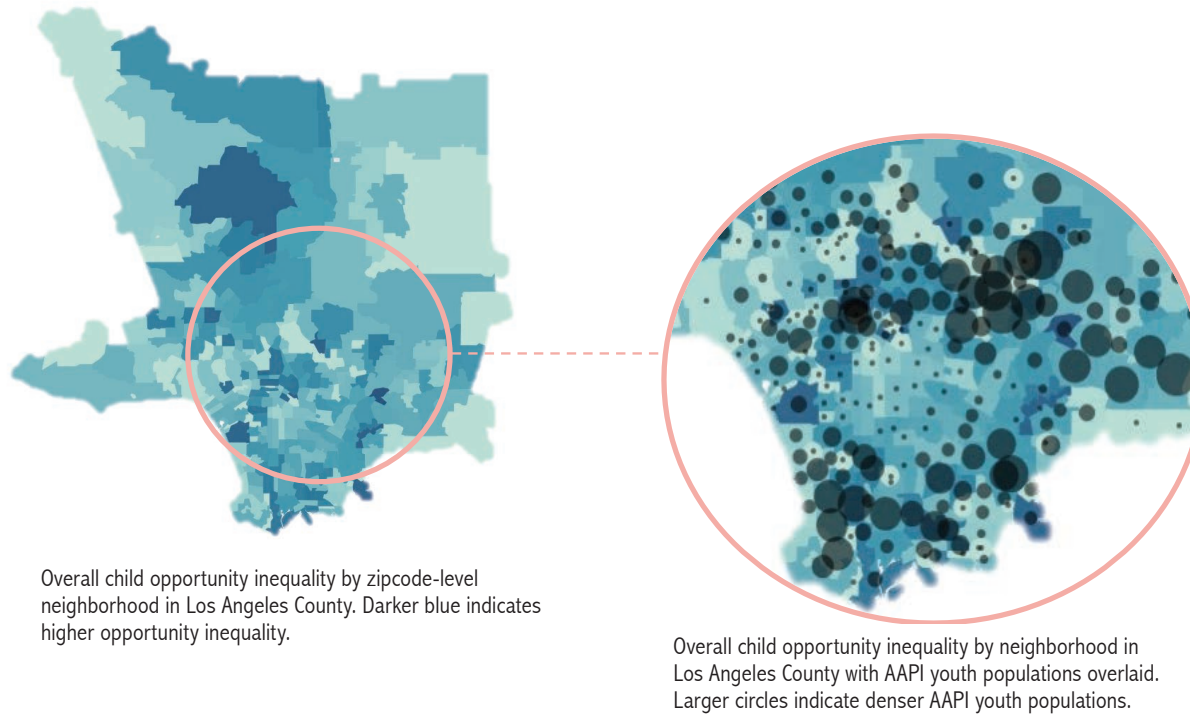 Overall child opportunity inequality by zipcode-level
neighborhood in Los Angeles County. Darker blue indicates
higher opportunity inequality.
Overall child opportunity inequality by neighborhood in
Los Angeles County with AAPI youth populations overlaid.
Larger circles indicate denser AAPI youth populations.